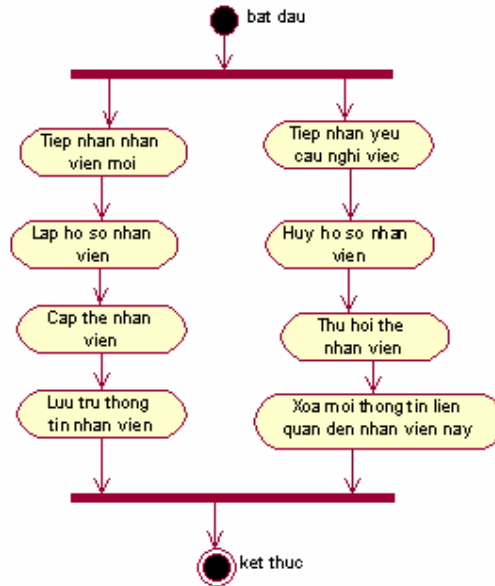 bat dau
Tiep nhan nhan
vien moi
Tiep nhan yeu
cau nghi viec
Lap ho so nhan
vien
Huy ho so nhan
vien
Cap the nhan
vien
Thu hoi the
nhan vien
Luu tru thong
tin nhan vien
Xoa moi thong tin lien
quan den nhan vien nay
ket thuc